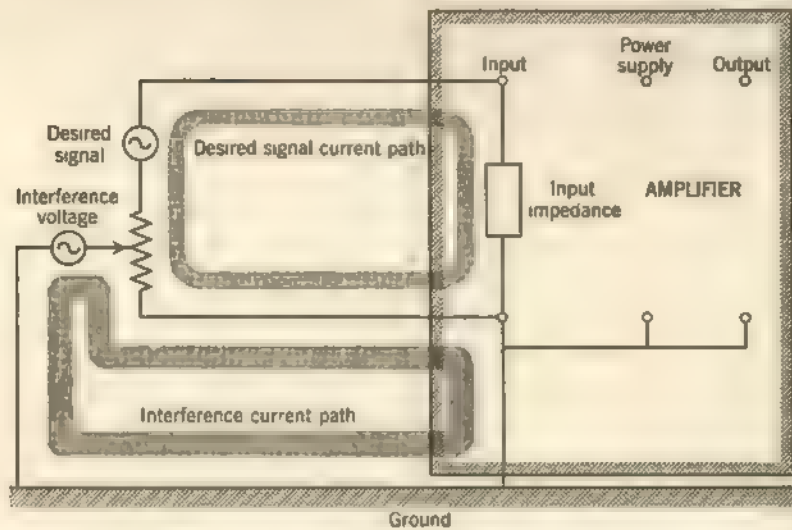 Input
Power
supply
Output
Desired
signal
Desired signal current path
Interference
voltage
Input
impedance
AMPLIFIER
Interference current path
Ground